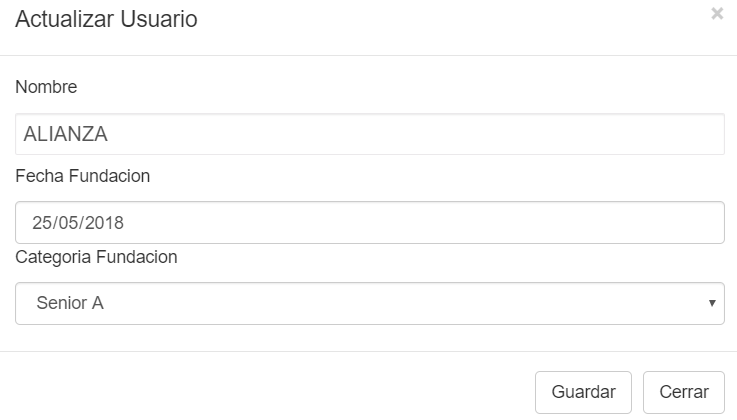 Actualizar Usuario
×
Nombre
ALIANZA
Fecha Fundacion
25/05/2018
Categoria Fundacion
Senior A
Guardar Cerrar